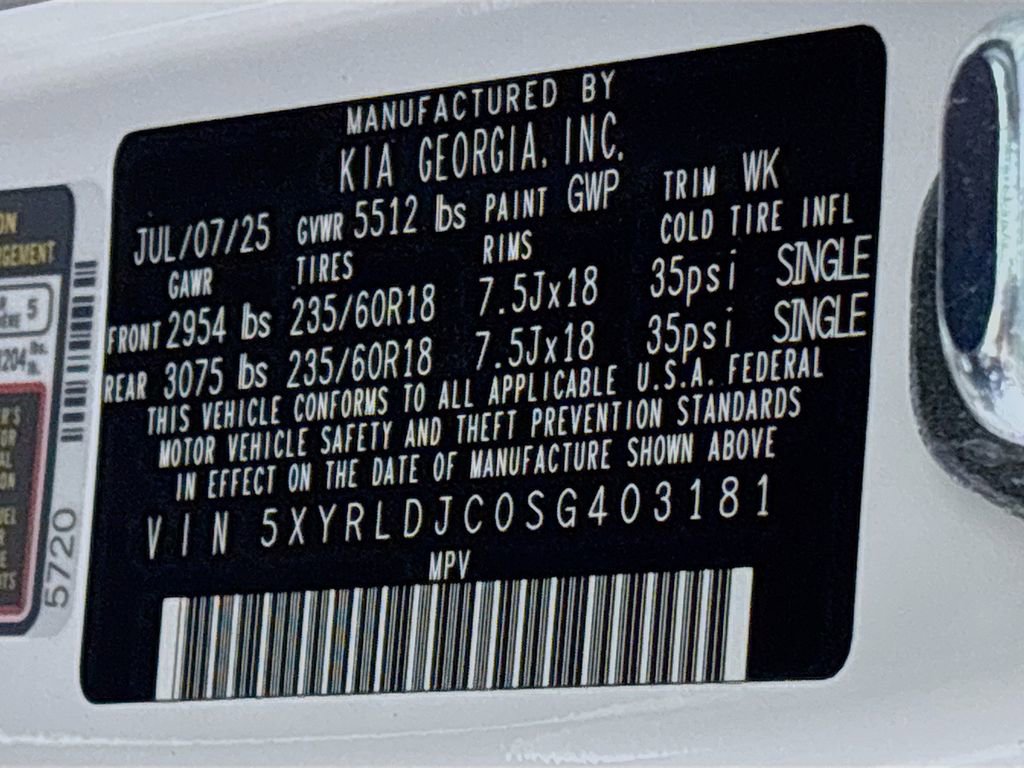 MANUFACTURED BY
KIA GEORGIA, INC.
JUL/07/25 GVWR 5512 lbs PAINT GWP TRIM WK
GAWR TIRES RIMS COLD TIRE INFL
FRONT 2954 lbs 235/60R18 7.5Jx18 35psi SINGLE
REAR 3075 lbs 235/60R18 7.5Jx18 35psi SINGLE
THIS VEHICLE CONFORMS TO ALL APPLICABLE U.S.A. FEDERAL
MOTOR VEHICLE SAFETY AND THEFT PREVENTION STANDARDS
IN EFFECT ON THE DATE OF MANUFACTURE SHOWN ABOVE
VIN 5XYRLDJC0SG403181
MPV
5
5720